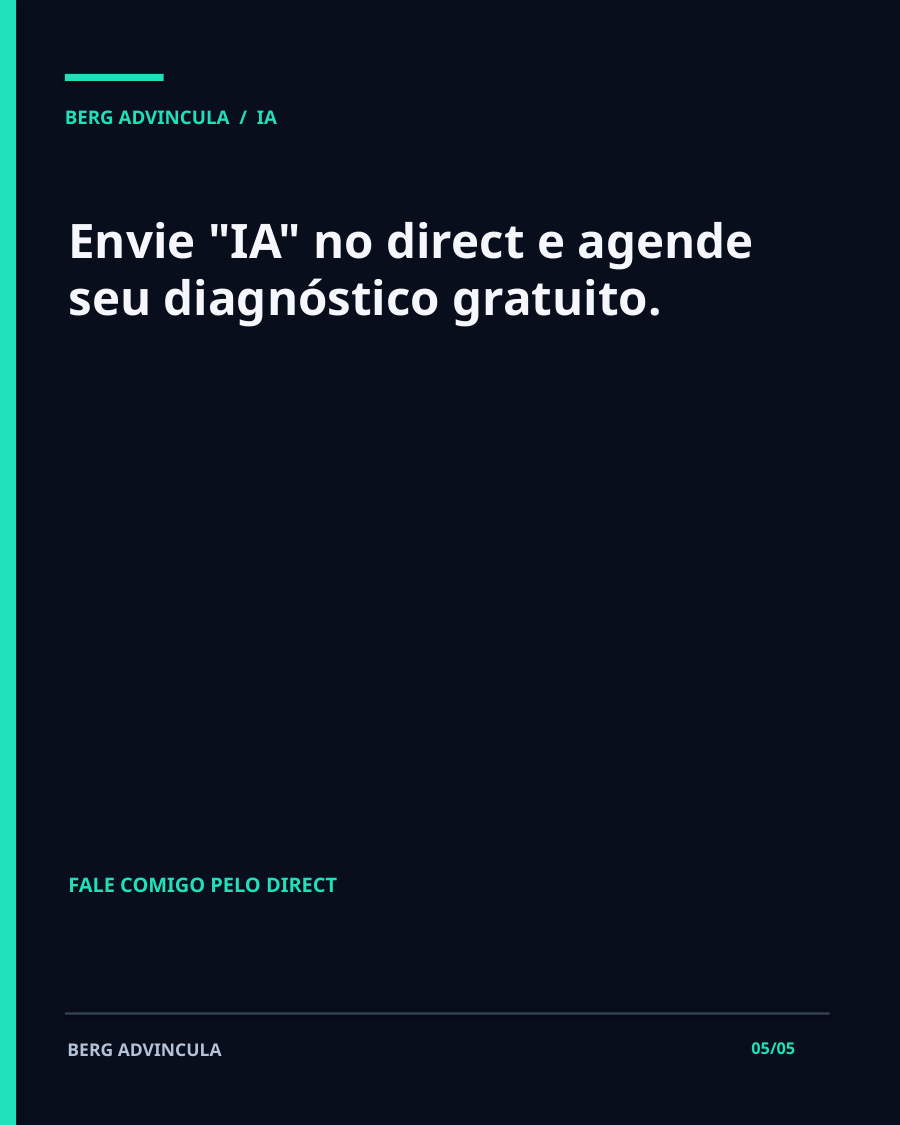 BERG ADVINCULA / IA
Envie "IA" no direct e agende
seu diagnóstico gratuito.
FALE COMIGO PELO DIRECT
BERG ADVINCULA
05/05